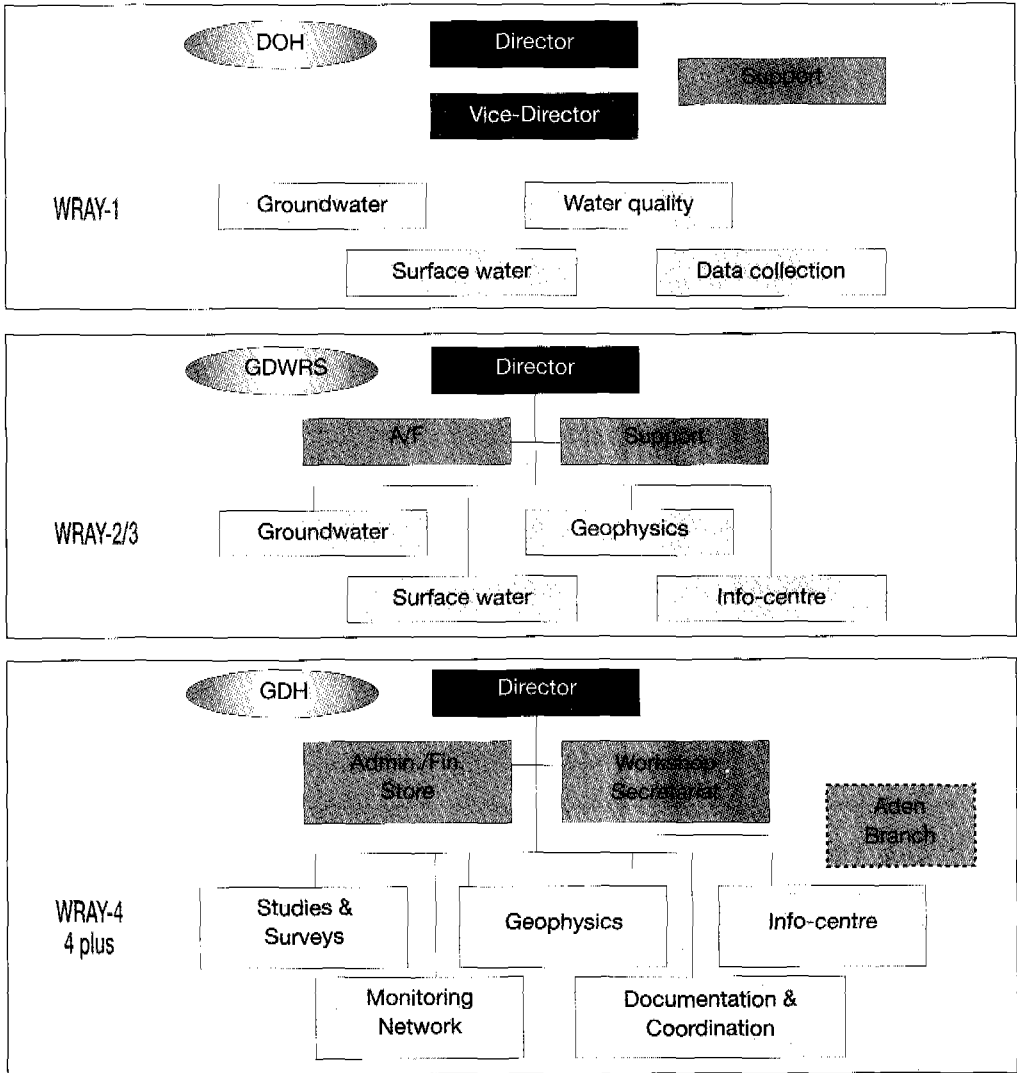 DOH
Director
Support
Vice-Director
WRAY-1
Groundwater
Water quality
Surface water
Data collection
GDWRS
Director
A/F
Support
WRAY-2/3
Groundwater
Geophysics
Surface water
Info-centre
GDH
Director
Admin./Fin.
Store
Workshop
Secretariat
Aden
Branch
WRAY-4
4 plus
Studies &
Surveys
Geophysics
Info-centre
Monitoring
Network
Documentation &
Coordination